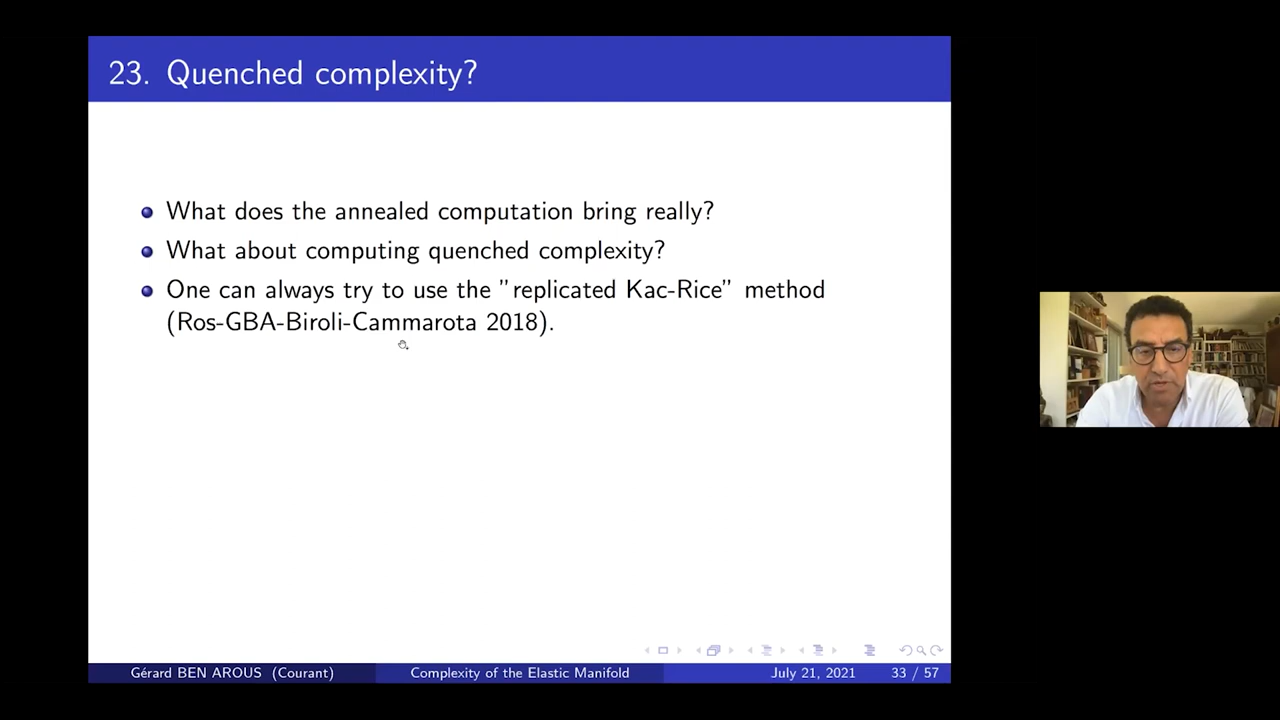 23. Quenched complexity?
What does the annealed computation bring really?
What about computing quenched complexity?
One can always try to use the "replicated Kac-Rice" method
(Ros-GBA-Biroli-Cammarota 2018).
Gérard BEN AROUS (Courant) Complexity of the Elastic Manifold July 21, 2021 33 / 57